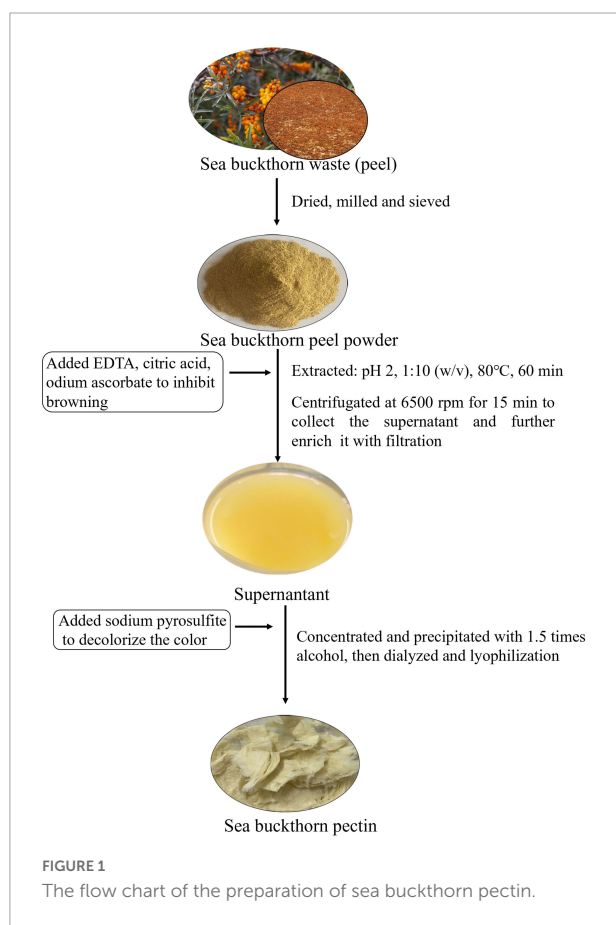 Sea buckthorn waste (peel)
Dried, milled and sieved
Sea buckthorn peel powder
Added EDTA, citric acid,
odium ascorbate to inhibit
browning
Extracted: pH 2, 1:10 (w/v), 80℃, 60 min
Centrifugated at 6500 rpm for 15 min to
collect the supernatant and further
enrich it with filtration
Supernantant
Added sodium pyrosulfite
to decolorize the color
Concentrated and precipitated with 1.5 times
alcohol, then dialyzed and lyophilization
Sea buckthorn pectin
FIGURE 1
The flow chart of the preparation of sea buckthorn pectin.